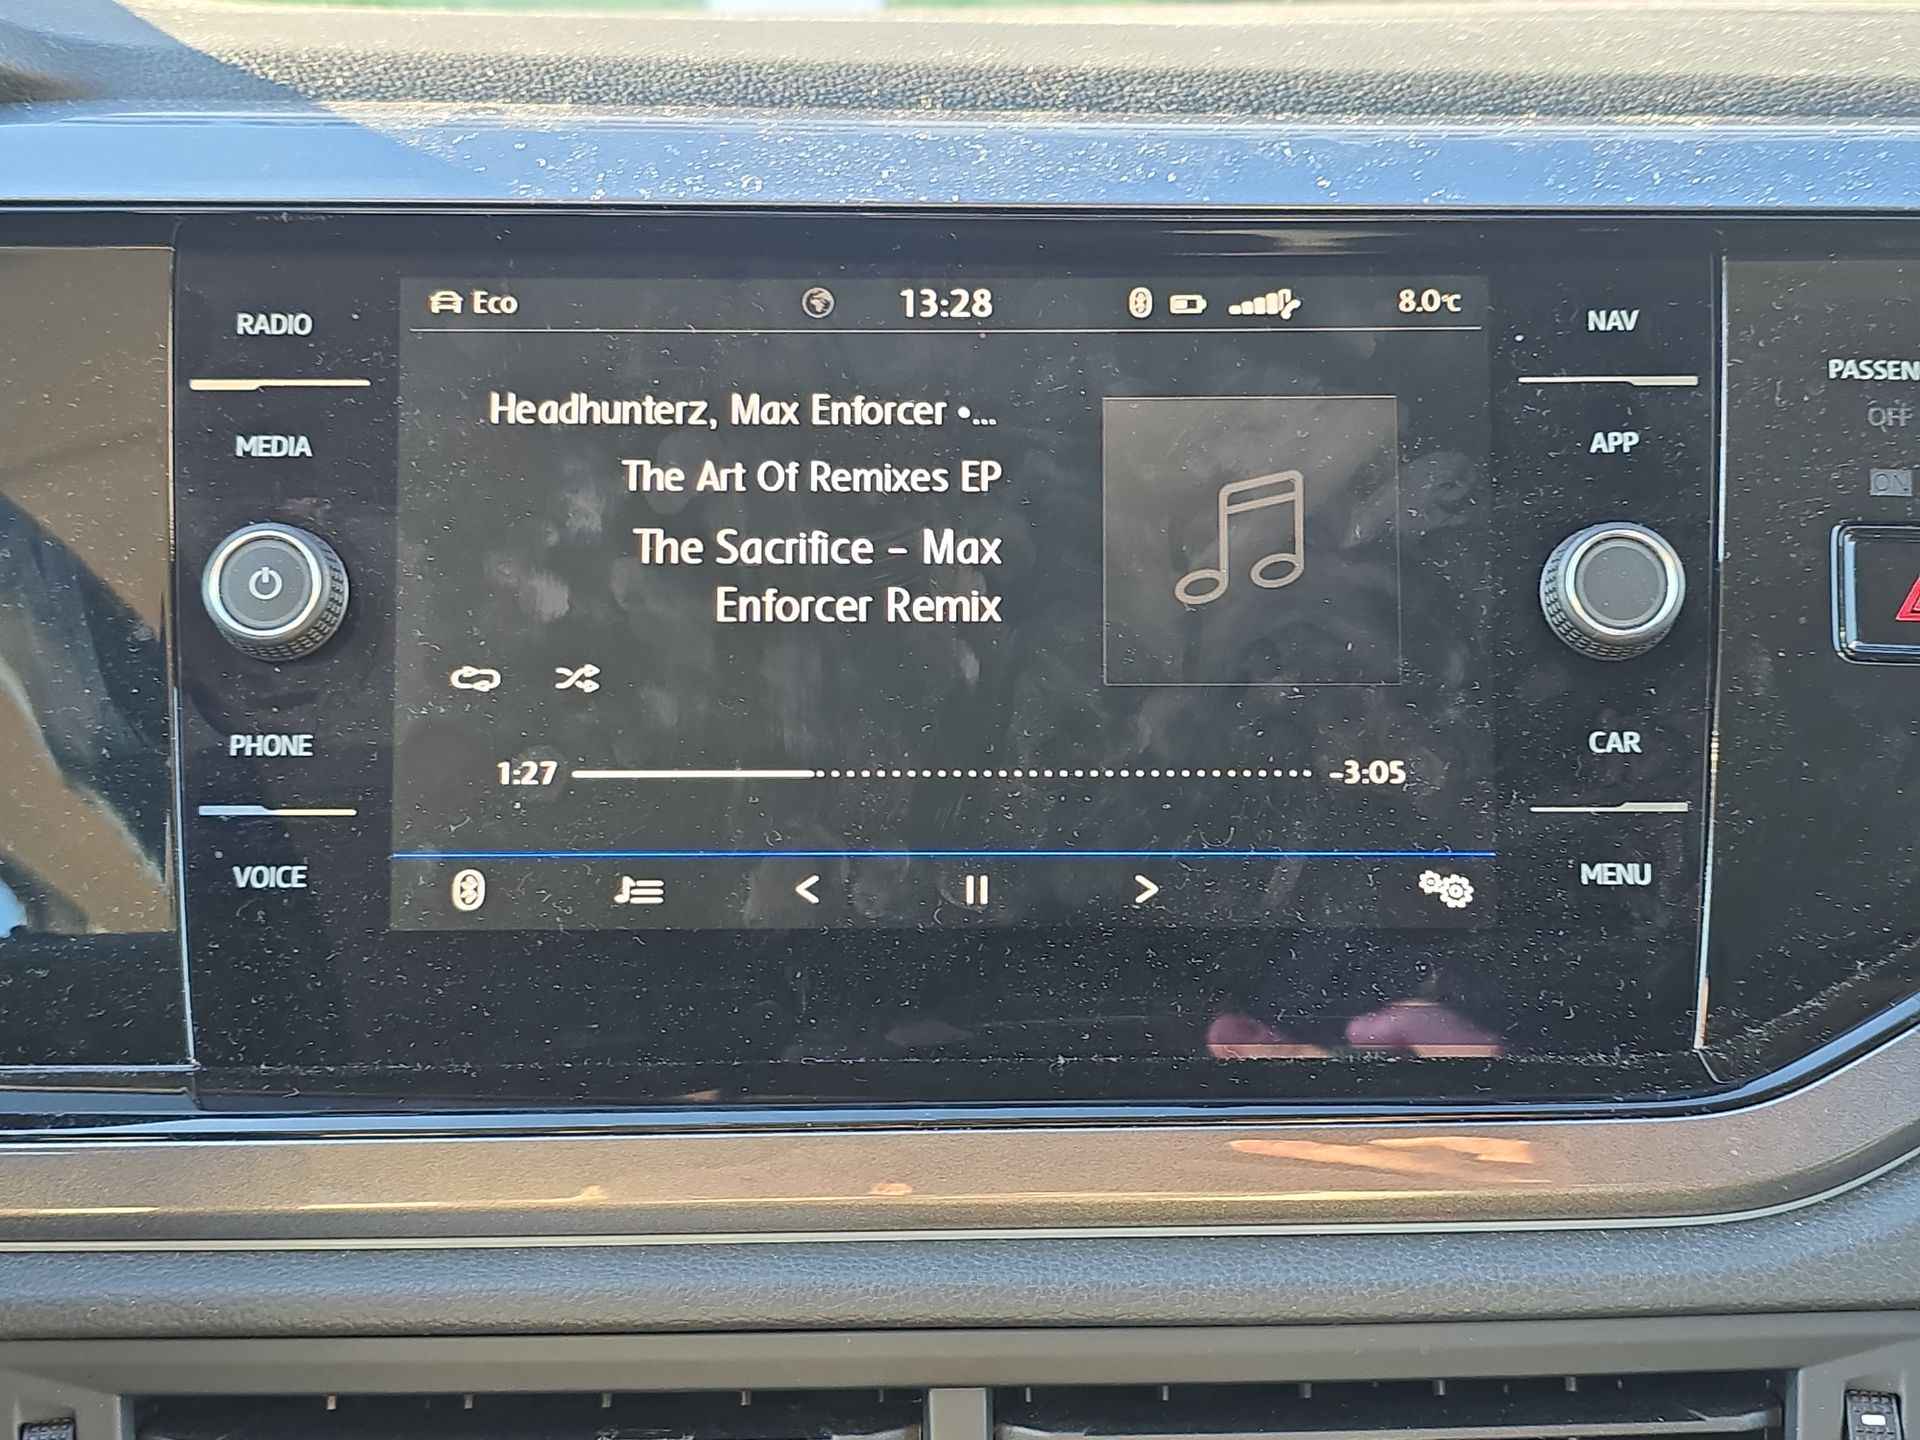 RADIO
MEDIA
PHONE
VOICE
Eco
13:28
8.0°C
Headhunterz, Max Enforcer •...
The Art Of Remixes EP
The Sacrifice - Max
Enforcer Remix
1:27
-3:05
NAV
APP
CAR
MENU
PASSEN
OFF
ON